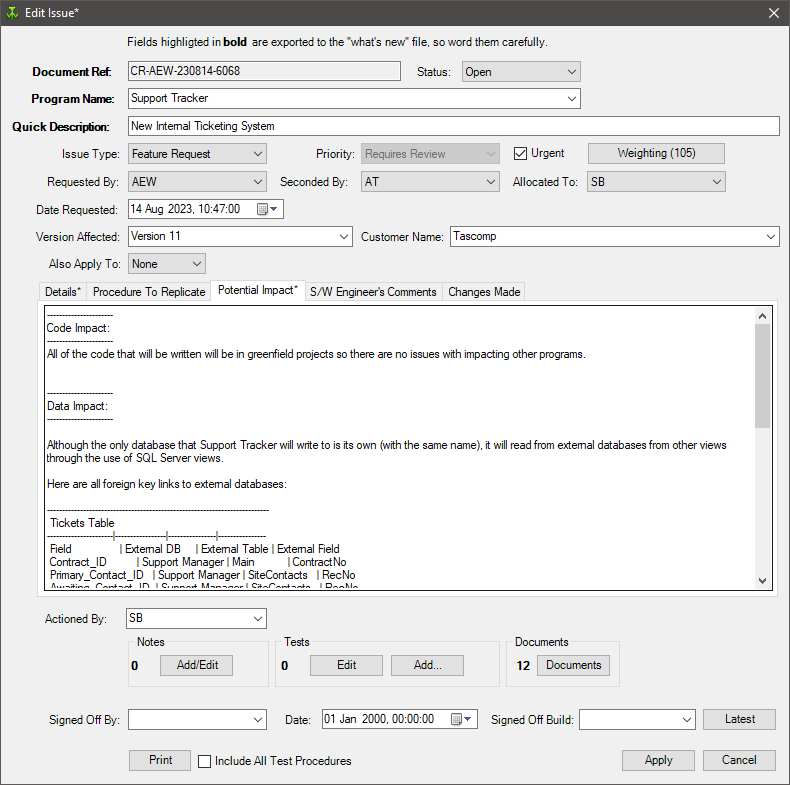 Edit Issue*
Fields highligted in bold are exported to the "what's new" file, so word them carefully.
Document Ref: CR-AEW-230814-6068 Status: Open
Program Name: Support Tracker
Quick Description: New Internal Ticketing System
Issue Type: Feature Request Priority: Requires Review Urgent Weighting (105)
Requested By: AEW Seconded By: AT Allocated To: SB
Date Requested: 14 Aug 2023, 10:47:00
Version Affected: Version 11 Customer Name: Tascomp
Also Apply To: None
Details* Procedure To Replicate Potential Impact* S/W Engineer's Comments Changes Made
----------------------
Code Impact:
----------------------
All of the code that will be written will be in greenfield projects so there are no issues with impacting other programs.
----------------------
Data Impact:
----------------------
Although the only database that Support Tracker will write to is its own (with the same name), it will read from external databases from other views
through the use of SQL Server views.
Here are all foreign key links to external databases:
--------------------------------------------------------------------------
Tickets Table
----------------------|-----------------|----------------|----------------
Field | External DB | External Table | External Field
Contract_ID | Support Manager | Main | ContractNo
Primary_Contact_ID | Support Manager | SiteContacts | RecNo
Awaiting_Contact_ID | Support Manager | SiteContacts | RecNo
Actioned By: SB
Notes Tests Documents
0 Add/Edit 0 Edit Add... 12 Documents
Signed Off By: Date: 01 Jan 2000, 00:00:00 Signed Off Build: Latest
Print Include All Test Procedures Apply Cancel